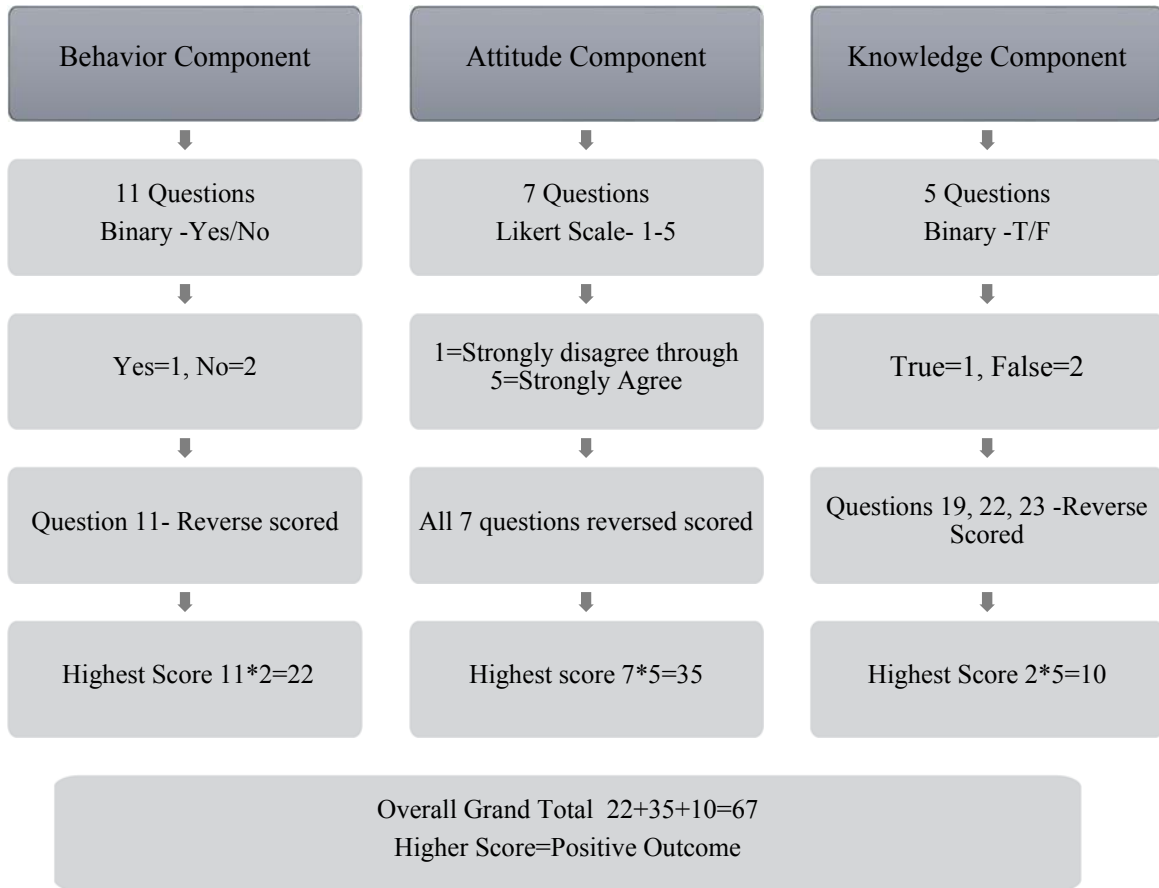 Behavior Component
11 Questions
Binary -Yes/No
Yes=1, No=2
Question 11- Reverse scored
Highest Score 11*2=22
Attitude Component
7 Questions
Likert Scale- 1-5
1=Strongly disagree through
5=Strongly Agree
All 7 questions reversed scored
Highest score 7*5=35
Knowledge Component
5 Questions
Binary -T/F
True=1, False=2
Questions 19, 22, 23 -Reverse
Scored
Highest Score 2*5=10
Overall Grand Total  22+35+10=67
Higher Score=Positive Outcome